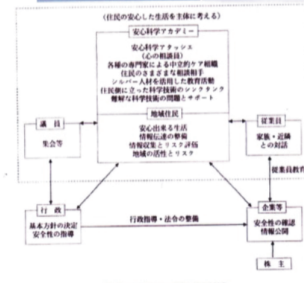 (住民の安心した生活を主体に考える)
安心科学アカデミー
安心科学アタッシェ
(心の相談員)
各種の専門家による中立的ケア組織
住民のさまざまな相談相手
シルバー人材を活用した教育活動
住民側に立った科学技術のシンクタンク
難解な科学技術の問題とサポート
議員
集会等
地域住民
安心出来る生活
情報伝達の整備
情報収集とリスク評価
地域の活性とリスク
従業員
家族・近隣
との対話
従業員教育
行政
基本方針の決定
安全性の指導
行政指導・法令の整備
企業等
安全性の確認
情報公開
株主